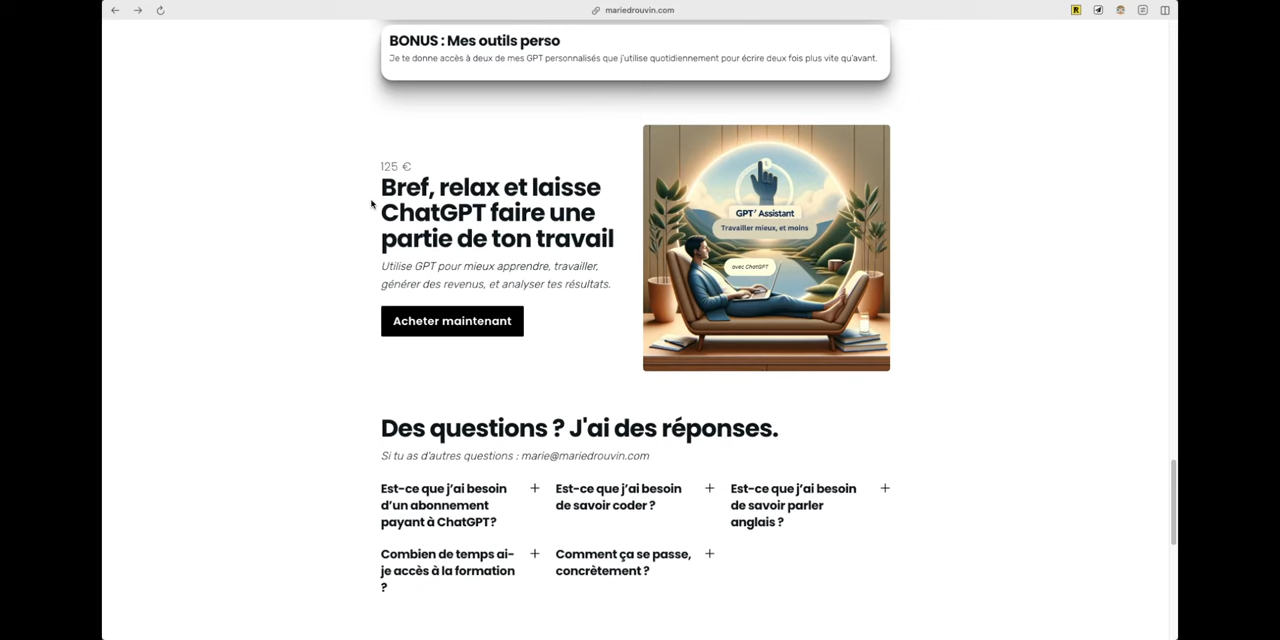 mariedrouvin.com
BONUS : Mes outils perso
Je te donne accès à deux de mes GPT personnalisés que j'utilise quotidiennement pour écrire deux fois plus vite qu'avant.
125 €
Bref, relax et laisse
ChatGPT faire une
partie de ton travail
Utilise GPT pour mieux apprendre, travailler,
générer des revenus, et analyser tes résultats.
Acheter maintenant
GPT' Assistant
Travailler mieux, et moins
avec ChatGPT
Des questions ? J'ai des réponses.
Si tu as d'autres questions : marie@mariedrouvin.com
Est-ce que j'ai besoin
d'un abonnement
payant à ChatGPT?
Est-ce que j'ai besoin
de savoir coder ?
Est-ce que j'ai besoin
de savoir parler
anglais ?
Combien de temps ai-
je accès à la formation
?
Comment ça se passe,
concrètement ?